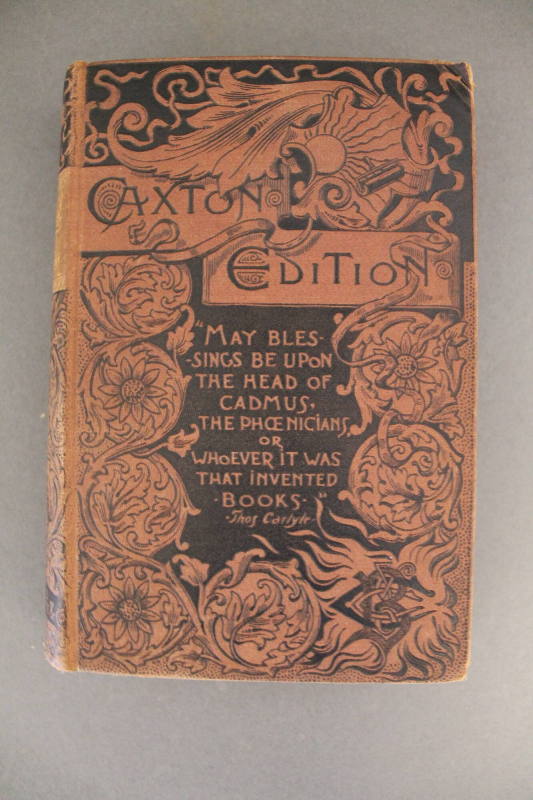 CAXTON
EDITION
"MAY BLES-
-SINGS BE UPON
THE HEAD OF
CADMUS,
THE PHŒNICIANS,
OR
WHOEVER IT WAS
THAT INVENTED
-BOOKS-"
-Thos Carlyle-